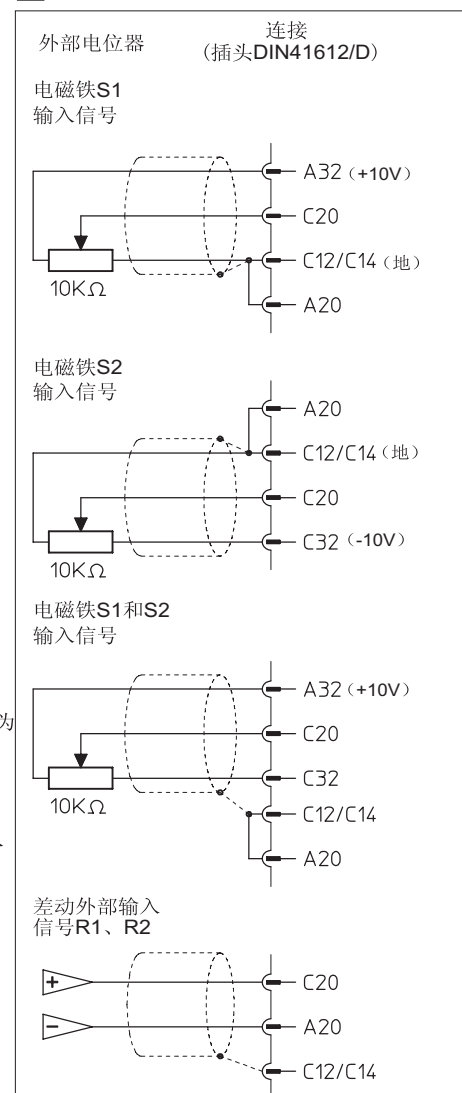 外部电位器
连接
(插头DIN41612/D)
电磁铁S1
输入信号
A32（+10V）
C20
C12/C14（地）
A20
10KΩ
电磁铁S2
输入信号
A20
C12/C14（地）
C20
C32（-10V）
10KΩ
电磁铁S1和S2
输入信号
A32（+10V）
为
C20
C32
10KΩ
C12/C14
A20
差动外部输入
信号R1、R2
+
C20
−
A20
C12/C14